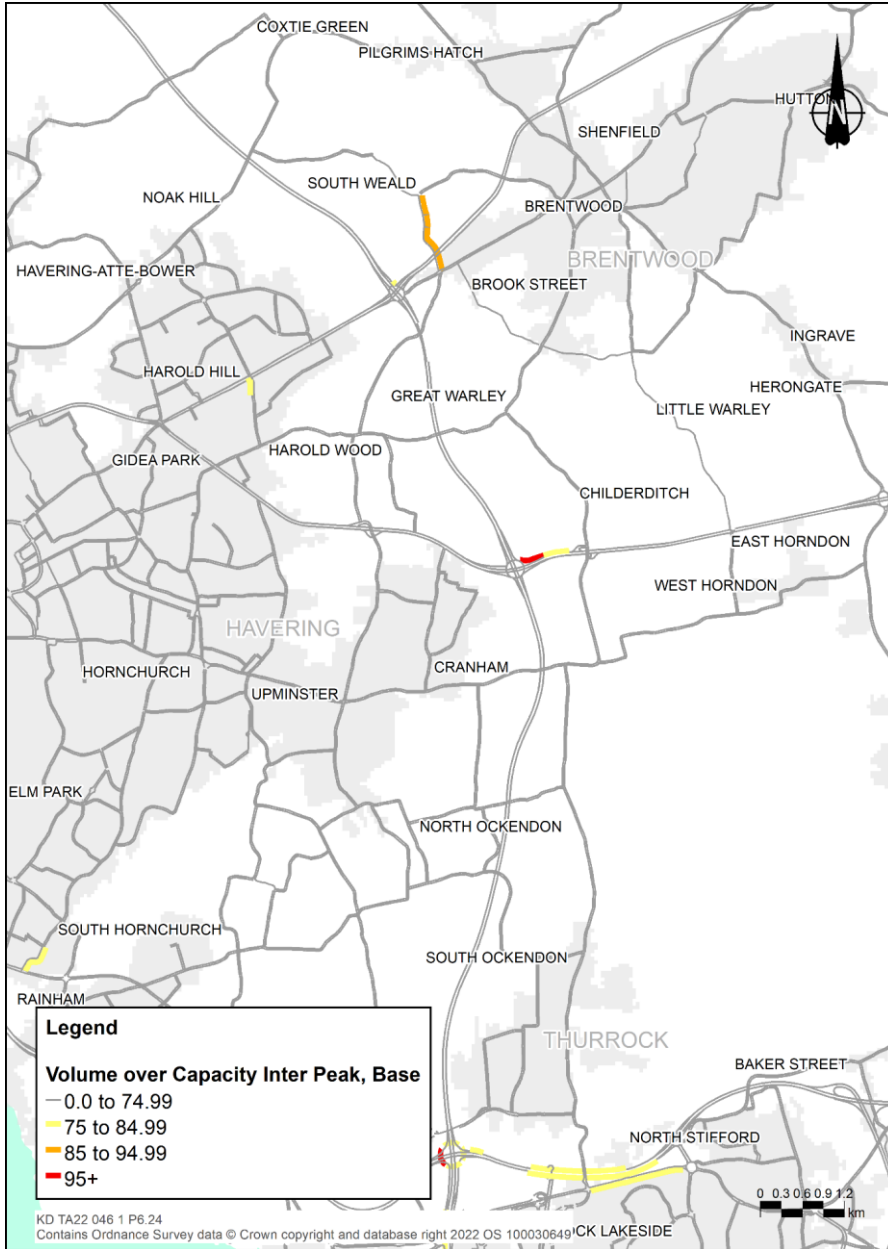 COXTIE GREEN
PILGRIMS HATCH
HUTTON
N
SHENFIELD
SOUTH WEALD
NOAK HILL
BRENTWOOD
BRENTWOOD
HAVERING-ATTE-BOWER
BROOK STREET
INGRAVE
HAROLD HILL
HERONGATE
GREAT WARLEY
LITTLE WARLEY
HAROLD WOOD
GIDEA PARK
CHILDERDITCH
EAST HORNDON
WEST HORNDON
HAVERING
CRANHAM
HORNCHURCH
UPMINSTER
ELM PARK
NORTH OCKENDON
SOUTH HORNCHURCH
SOUTH OCKENDON
RAINHAM
THURROCK
BAKER STREET
NORTH STIFFORD
OCK LAKESIDE
Legend
Volume over Capacity Inter Peak, Base
0.0 to 74.99
75 to 84.99
85 to 94.99
95+
0 0.3 0.6 0.9 1.2
km
KD TA22 046 1 P6.24
Contains Ordnance Survey data © Crown copyright and database right 2022 OS 100030649